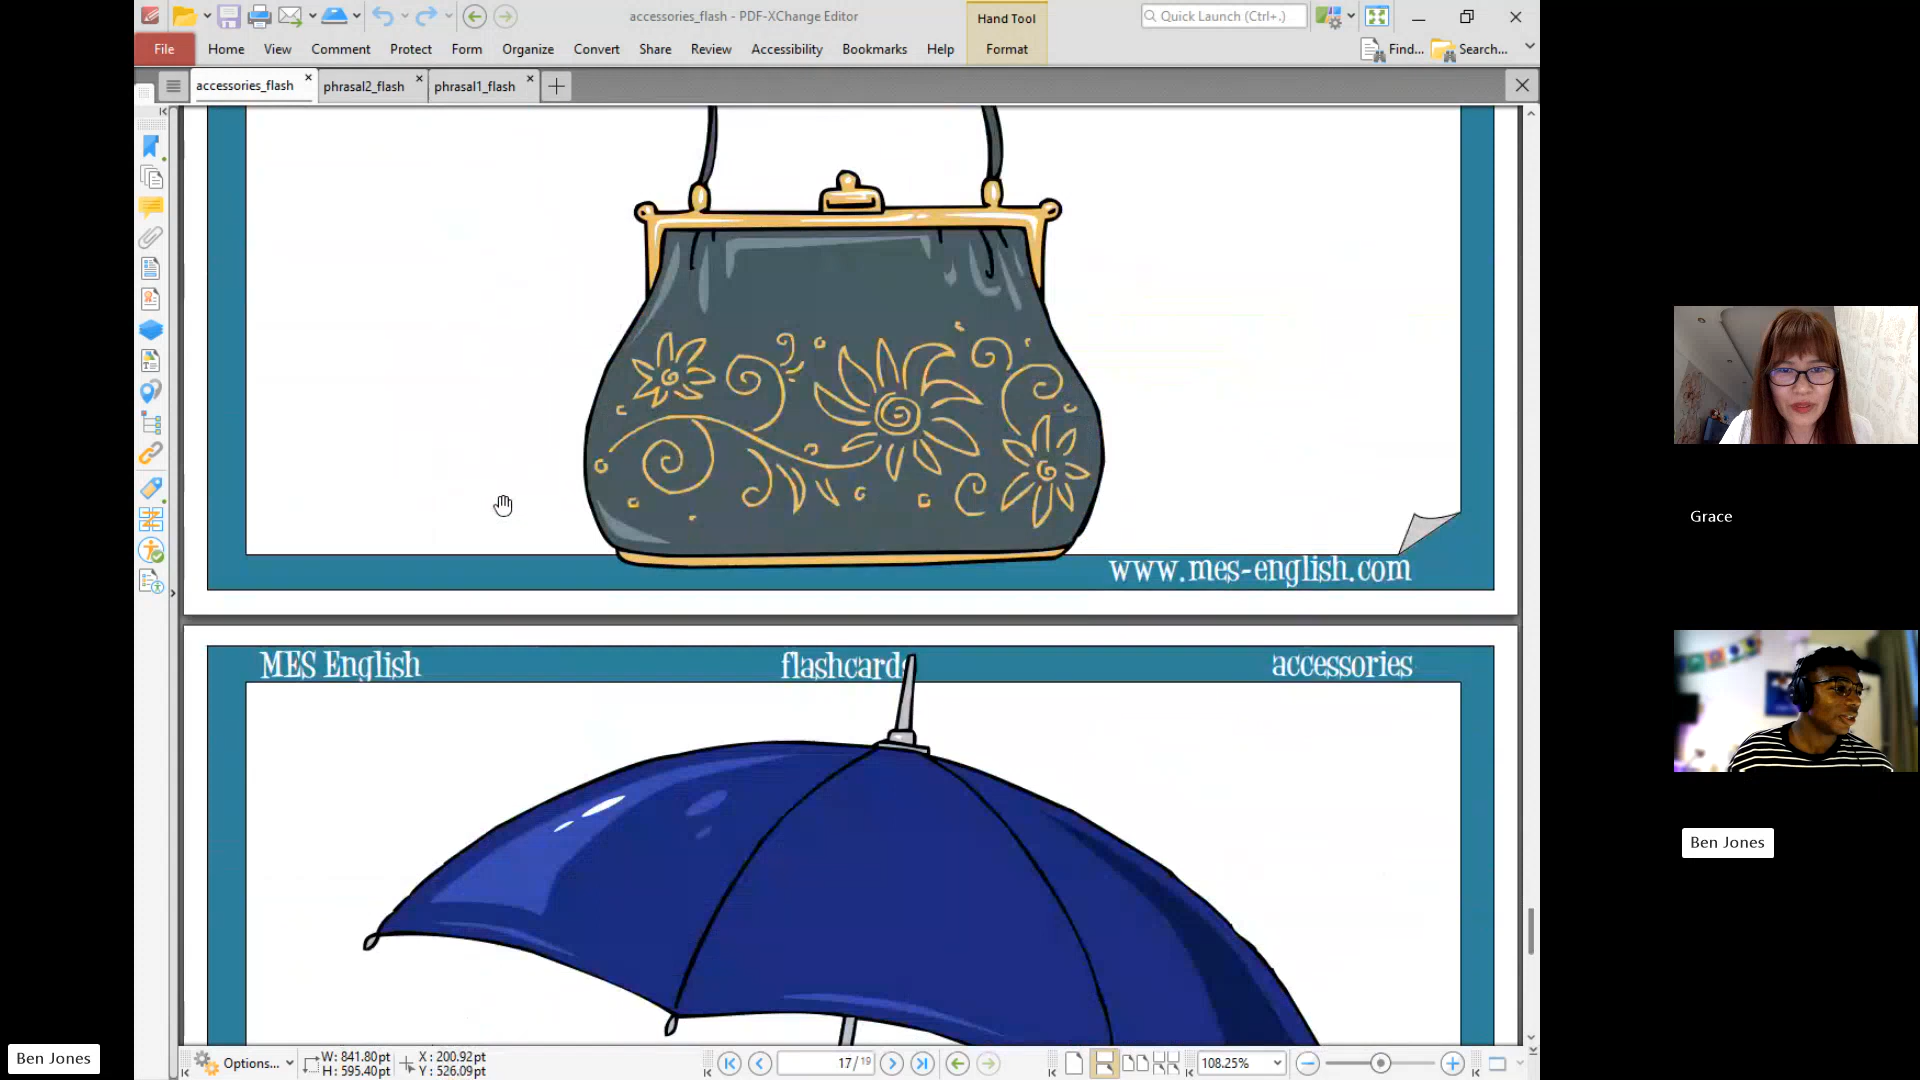 accessories_flash - PDF-XChange Editor
Hand Tool
Quick Launch (Ctrl+.)
File
Home
View
Comment
Protect
Form
Organize
Convert
Share
Review
Accessibility
Bookmarks
Help
Format
Find...
Search...
accessories_flash
phrasal2_flash
phrasal1_flash
www.mes-english.com
MES English
flashcards
accessories
Grace
Ben Jones
Ben Jones
Options...
W: 841.80pt
H: 595.40pt
X : 200.92pt
Y : 526.09pt
17/19
108.25%